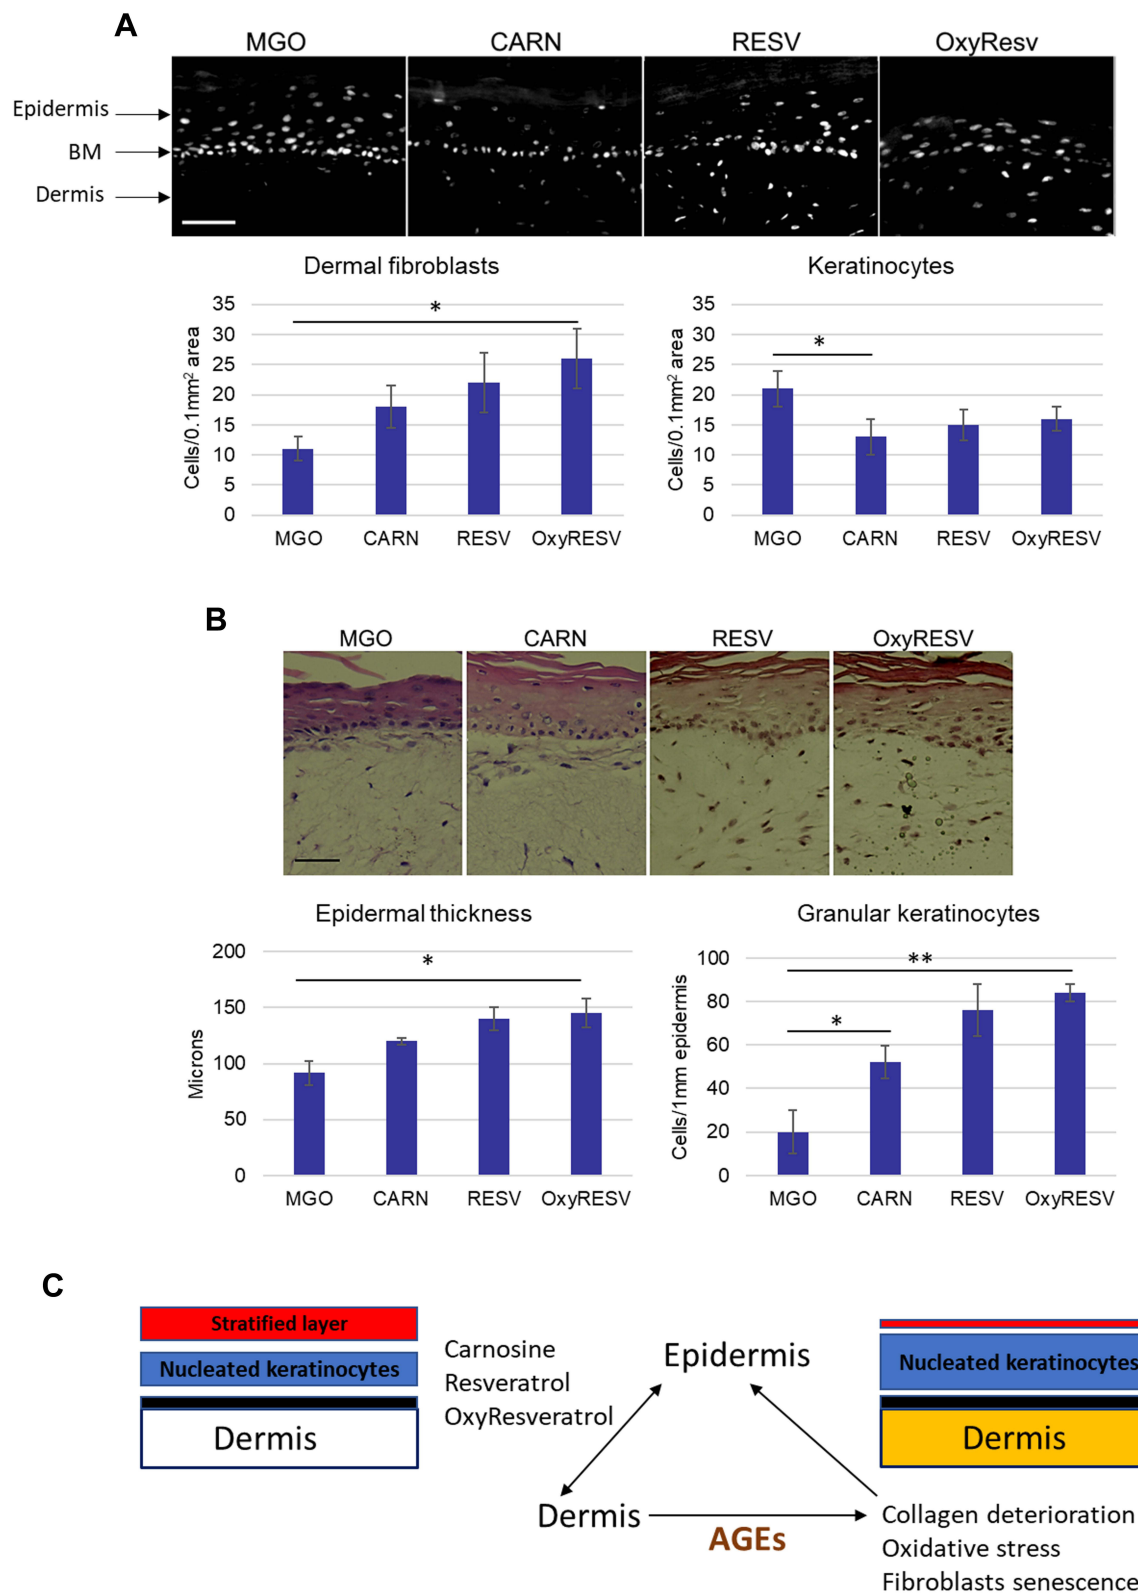 A
MGO CARN RESV OxyResv
Epidermis
BM
Dermis
Dermal fibroblasts
Cells/0.1mm² area
35
30
25
20
15
10
5
0
*
MGO CARN RESV OxyRESV
Keratinocytes
Cells/0.1mm² area
35
30
25
20
15
10
5
0
*
MGO CARN RESV OxyRESV
B
MGO CARN RESV OxyRESV
Epidermal thickness
Microns
200
150
100
50
0
*
MGO CARN RESV OxyRESV
Granular keratinocytes
Cells/1mm epidermis
100
80
60
40
20
0
**
*
MGO CARN RESV OxyRESV
C
Stratified layer
Nucleated keratinocytes
Dermis
Carnosine
Resveratrol
OxyResveratrol
Epidermis
Dermis
AGEs
Nucleated keratinocytes
Dermis
Collagen deterioration
Oxidative stress
Fibroblasts senescence